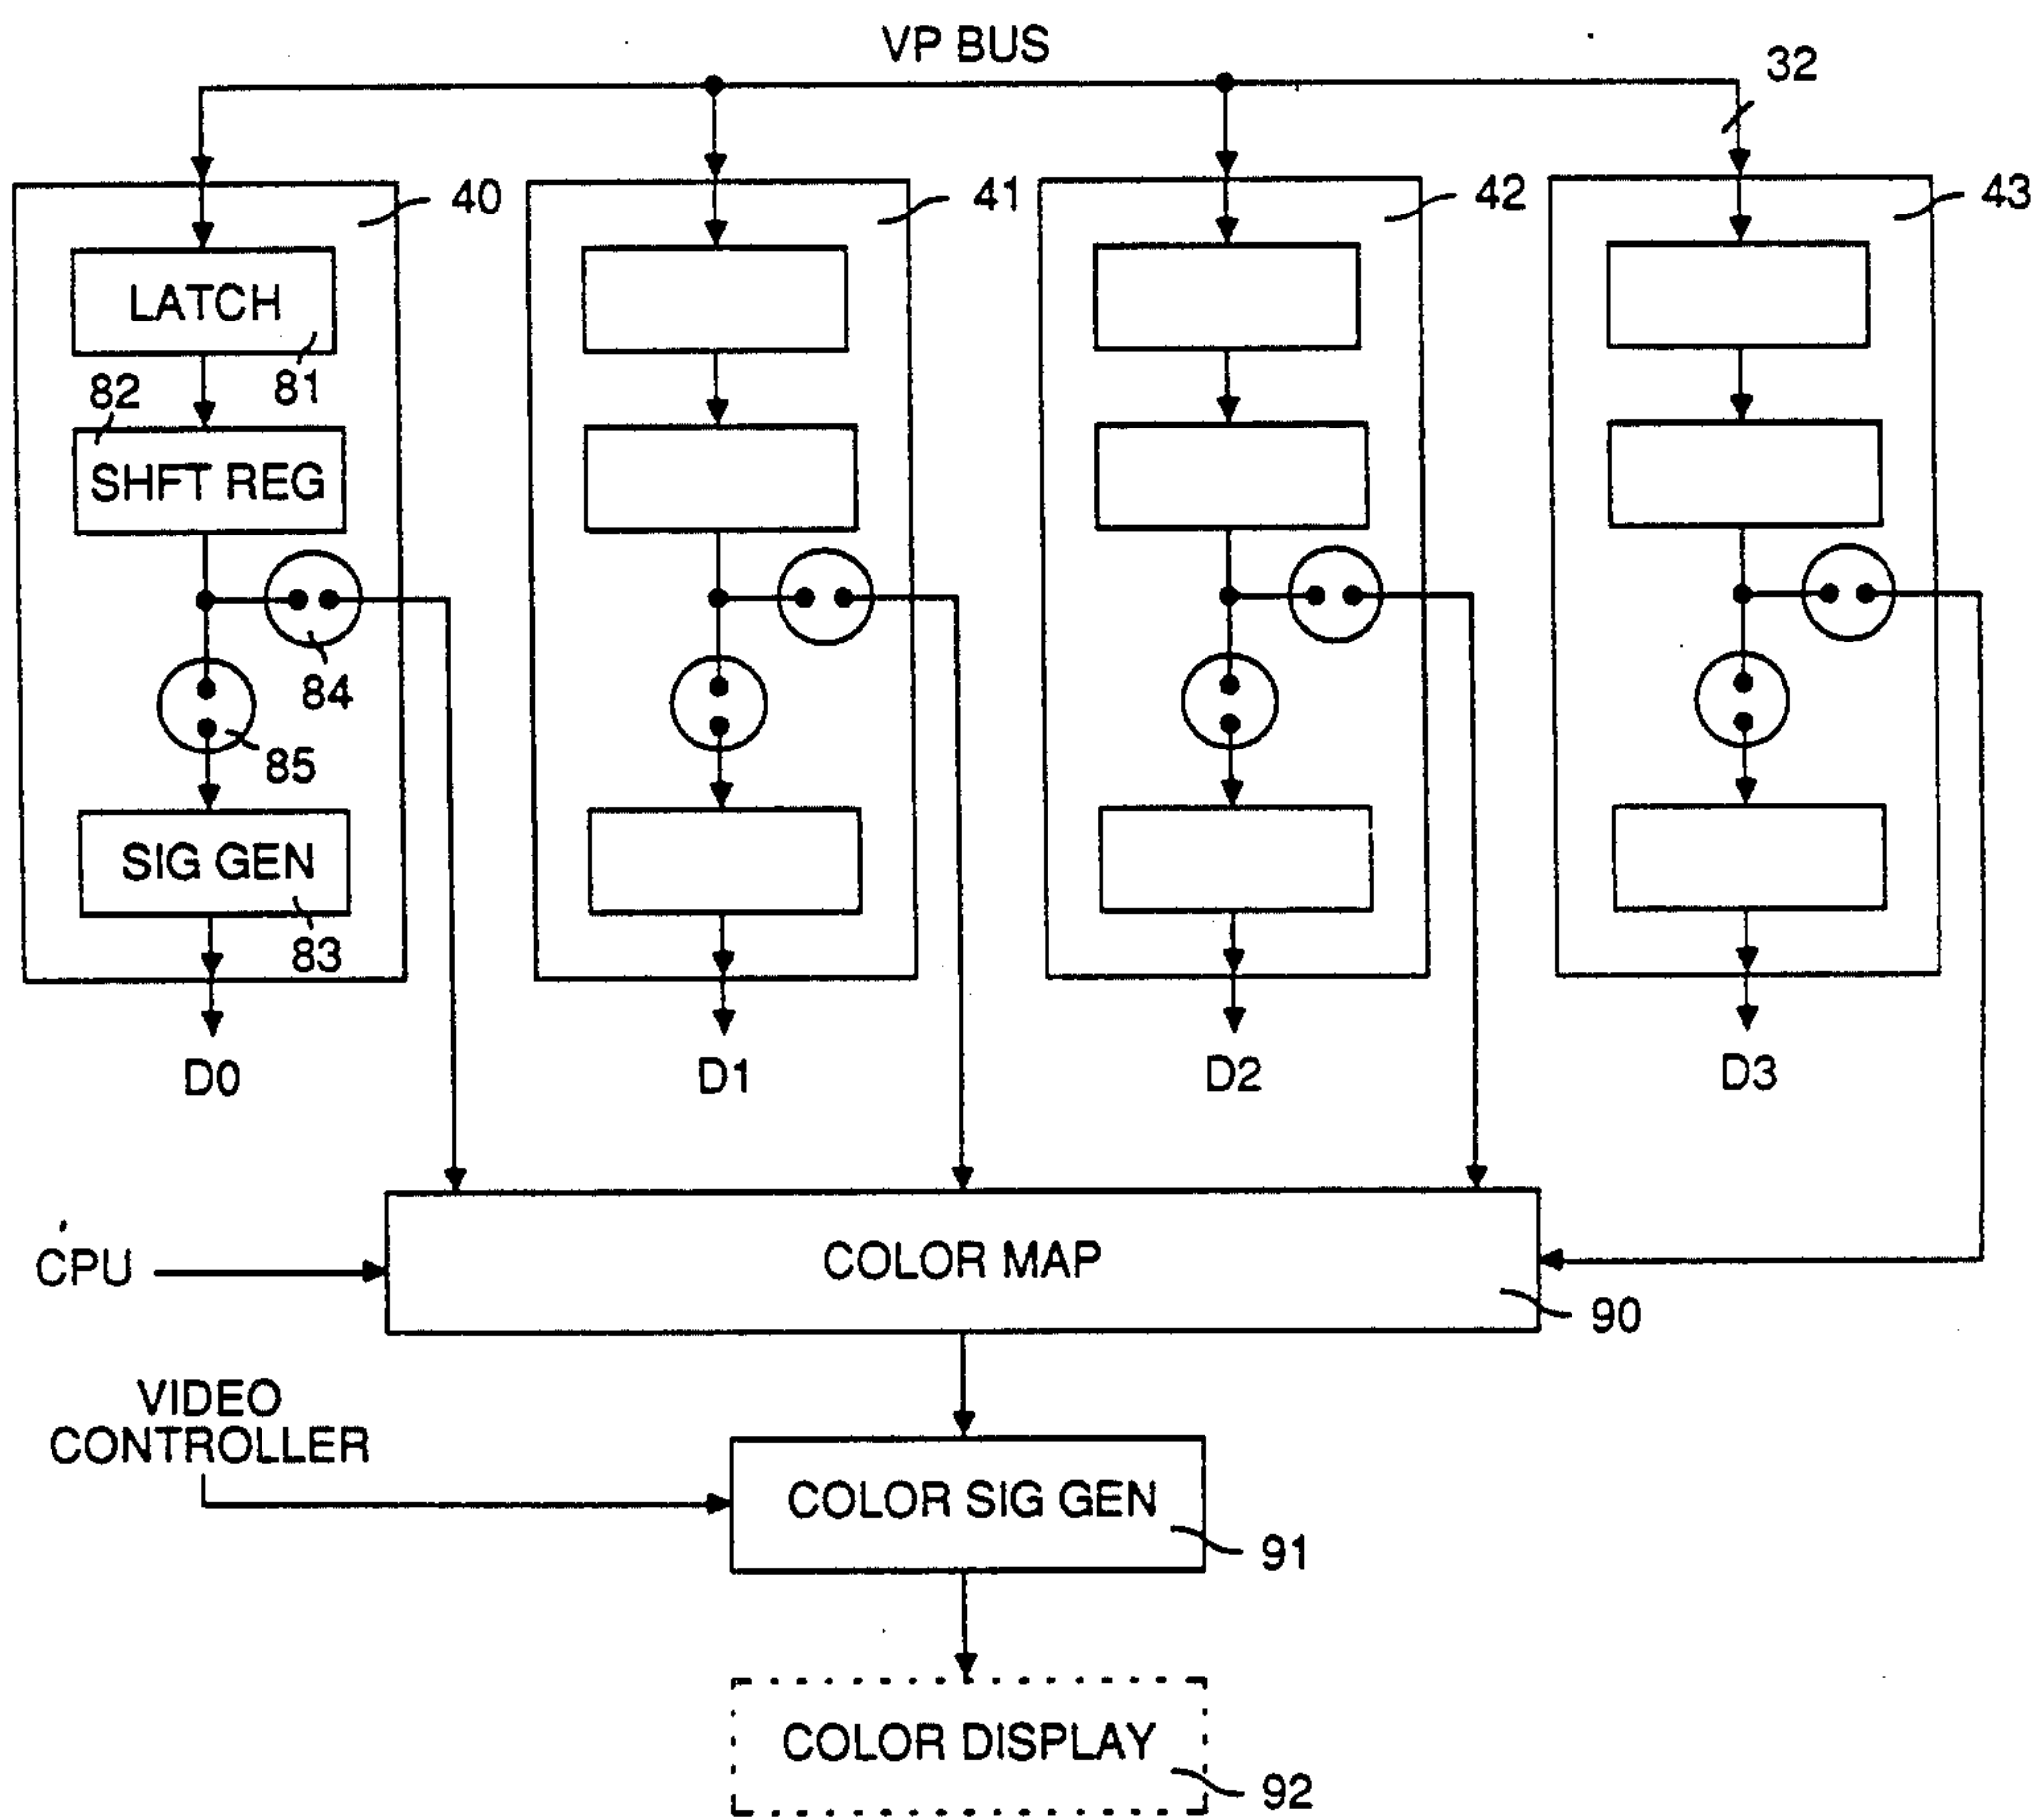 VP BUS
32
40
41
42
43
LATCH
81
82
SHFT REG
84
85
SIG GEN
83
D0
D1
D2
D3
CPU
COLOR MAP
90
VIDEO
CONTROLLER
COLOR SIG GEN
91
COLOR DISPLAY
92